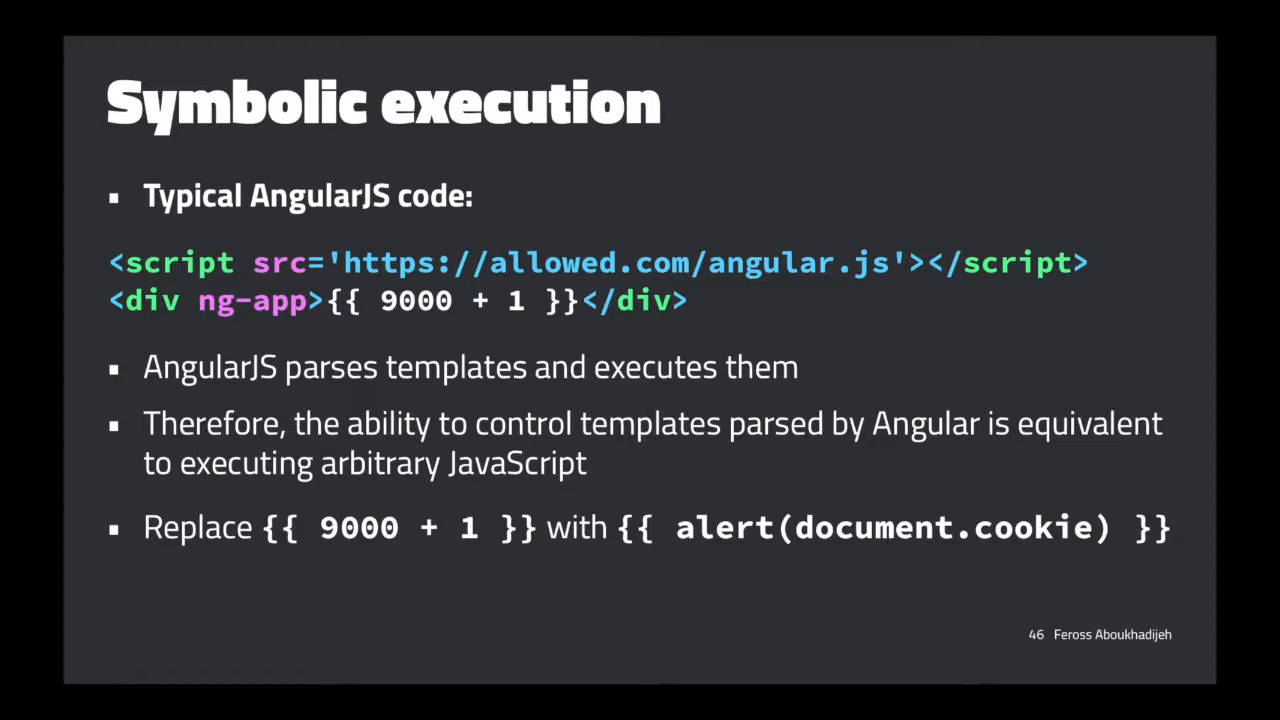 Symbolic execution
▪ Typical AngularJS code:
<script src='https://allowed.com/angular.js'></script>
<div ng-app>{{ 9000 + 1 }}</div>
▪ AngularJS parses templates and executes them
▪ Therefore, the ability to control templates parsed by Angular is equivalent
to executing arbitrary JavaScript
▪ Replace {{ 9000 + 1 }} with {{ alert(document.cookie) }}
46 Feross Aboukhadijeh